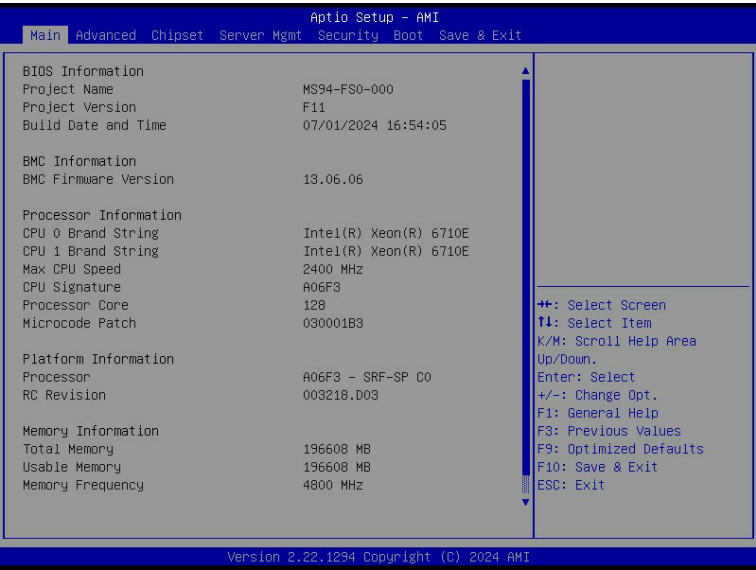 Aptio Setup – AMI
Main Advanced Chipset Server Mgmt Security Boot Save & Exit
BIOS Information
Project Name MS94-FS0-000
Project Version F11
Build Date and Time 07/01/2024 16:54:05
BMC Information
BMC Firmware Version 13.06.06
Processor Information
CPU 0 Brand String Intel(R) Xeon(R) 6710E
CPU 1 Brand String Intel(R) Xeon(R) 6710E
Max CPU Speed 2400 MHz
CPU Signature A06F3
Processor Core 128
Microcode Patch 030001B3
Platform Information
Processor A06F3 – SRF-SP C0
RC Revision 003218.D03
Memory Information
Total Memory 196608 MB
Usable Memory 196608 MB
Memory Frequency 4800 MHz
→←: Select Screen
↑↓: Select Item
K/M: Scroll Help Area
Up/Down.
Enter: Select
+/-: Change Opt.
F1: General Help
F3: Previous Values
F9: Optimized Defaults
F10: Save & Exit
ESC: Exit
Version 2.22.1294 Copyright (C) 2024 AMI